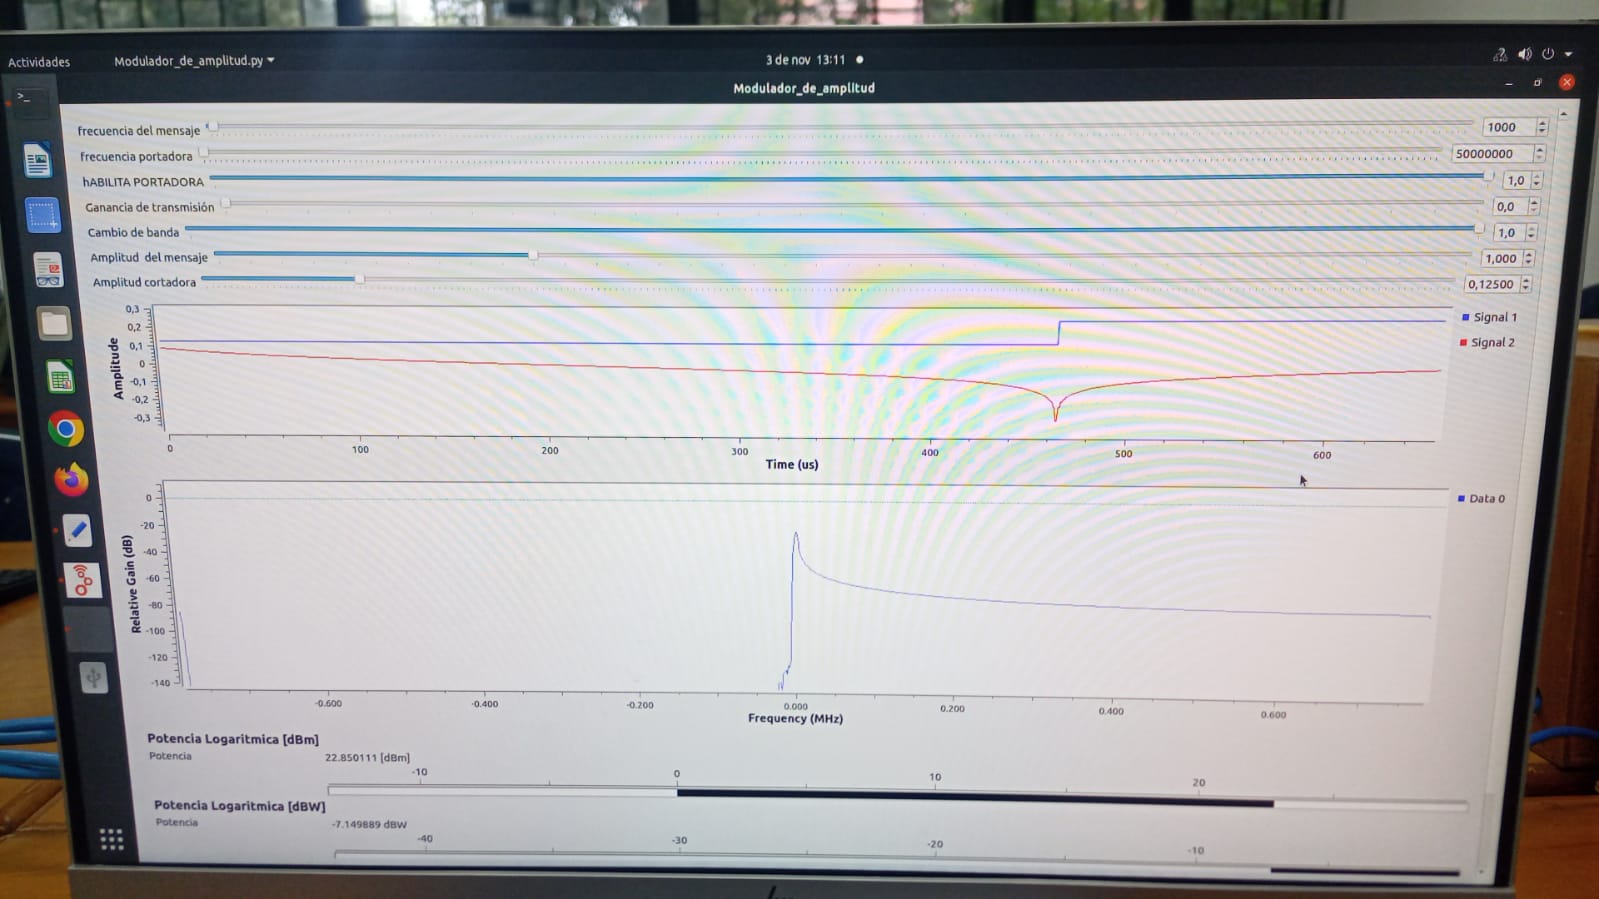 Actividades Modulador_de_amplitud.py 3 de nov 13:11
Modulador_de_amplitud
frecuencia del mensaje 1000
frecuencia portadora 50000000
hABILITA PORTADORA 1,0
Ganancia de transmisión 0,0
Cambio de banda 1,0
Amplitud del mensaje 1,000
Amplitud cortadora 0,12500
0,3
0,2
0,1
0
-0,1
-0,2
-0,3
Amplitude
Signal 1
Signal 2
0 100 200 300 400 500 600
Time (us)
0
-20
-40
-60
-80
-100
-120
-140
Relative Gain (dB)
Data 0
-0.600 -0.400 -0.200 0.000 0.200 0.400 0.600
Frequency (MHz)
Potencia Logaritmica [dBm]
Potencia 22.850111 [dBm]
-10 0 10 20
Potencia Logaritmica [dBW]
Potencia -7.149889 dBW
-40 -30 -20 -10